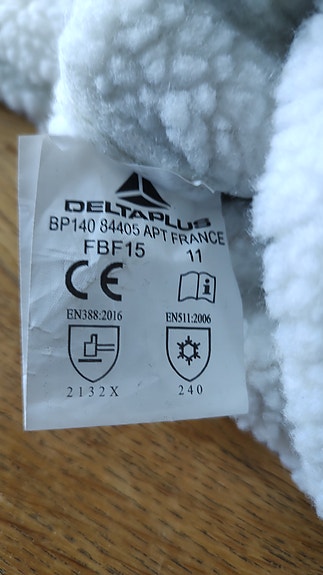 DELTAPLUS
BP140 84405 APT FRANCE
FBF15 11
CE
EN388:2016 EN511:2006
2132X 240